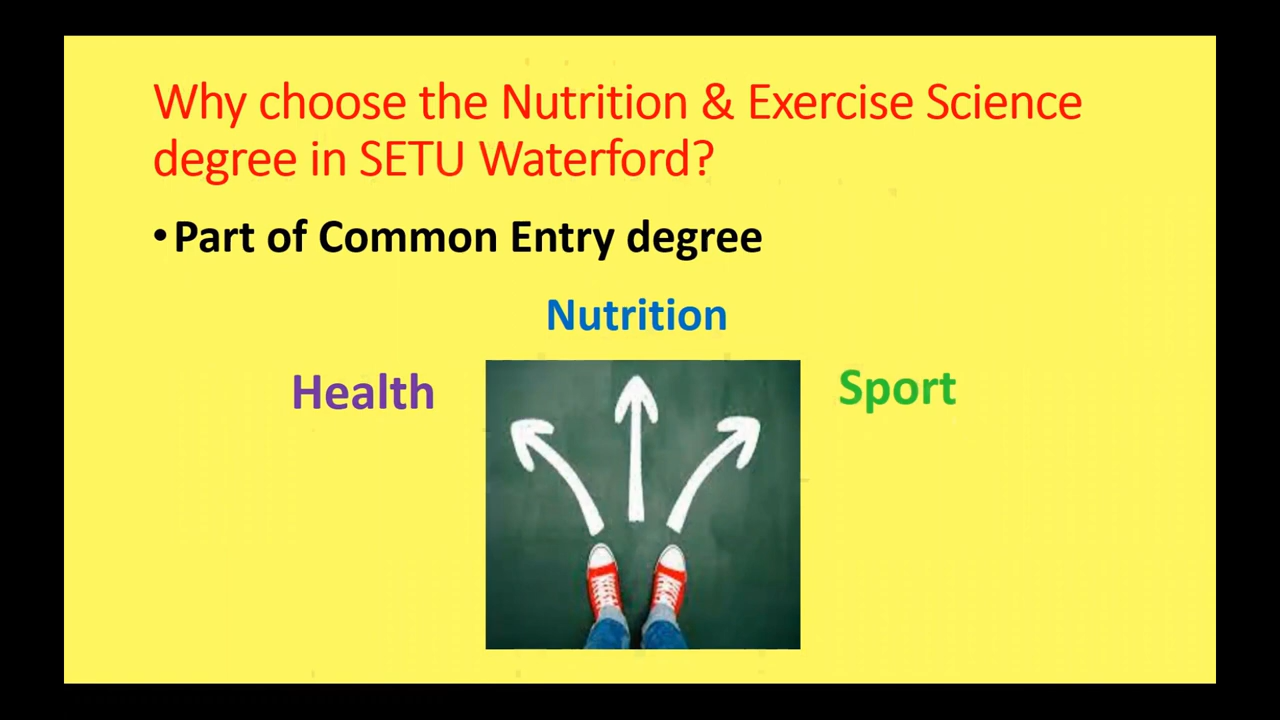 Why choose the Nutrition & Exercise Science
degree in SETU Waterford?
•Part of Common Entry degree
Nutrition
Health
Sport